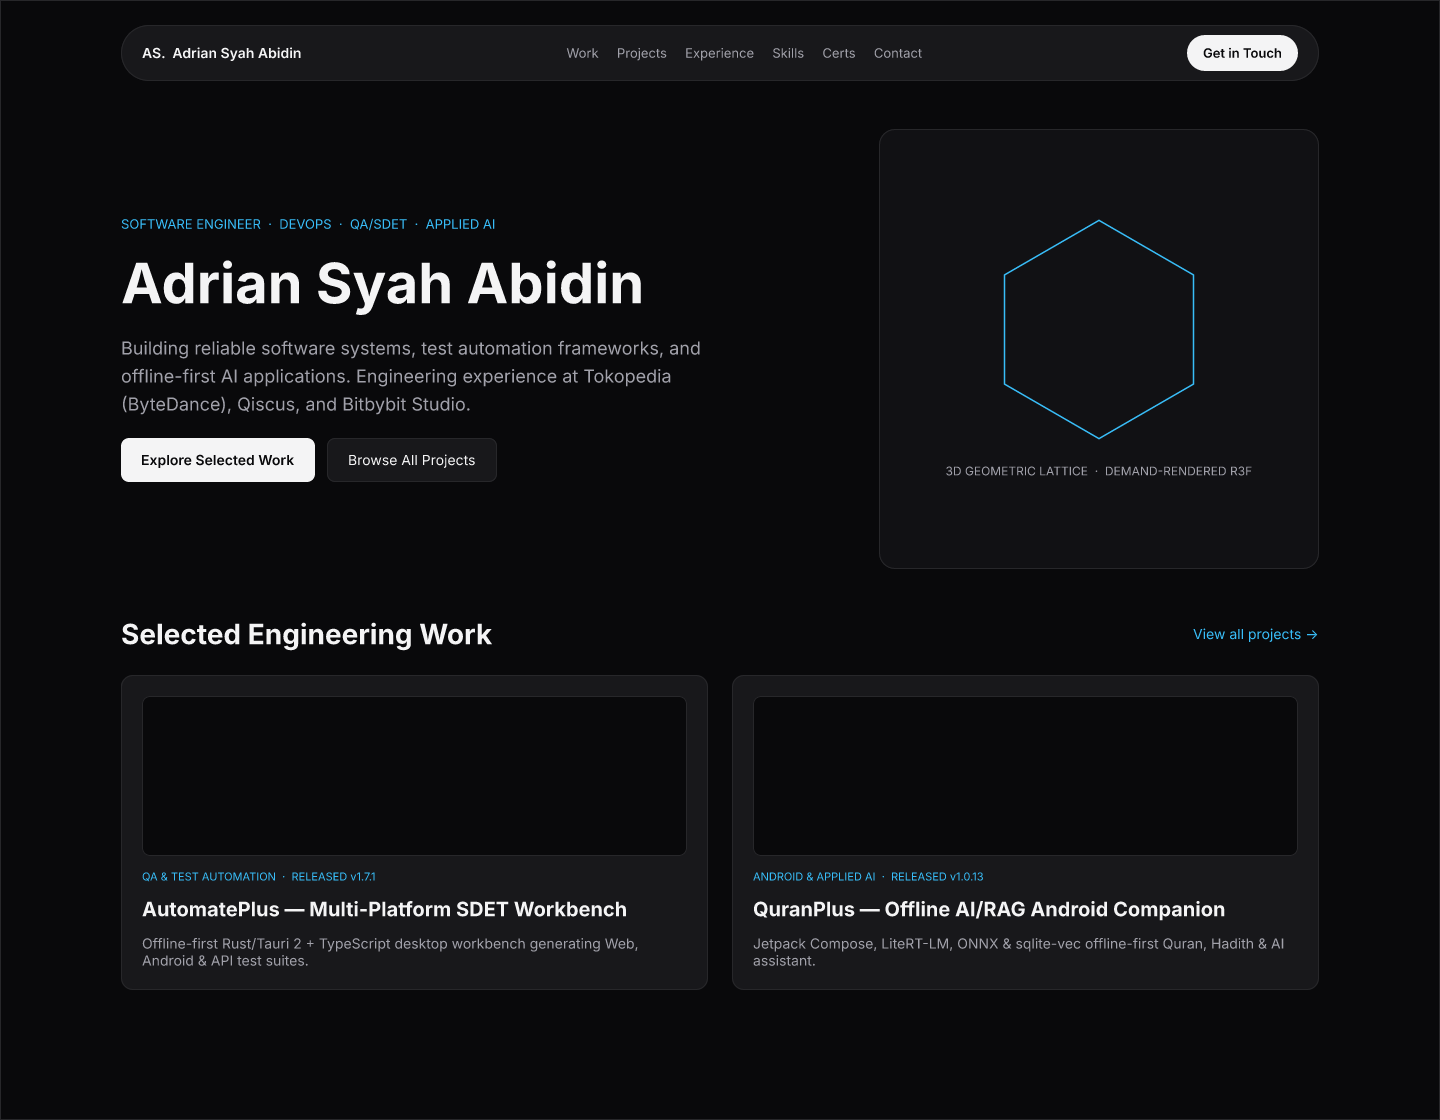 AS. Adrian Syah Abidin
Work Projects Experience Skills Certs Contact
Get in Touch
SOFTWARE ENGINEER · DEVOPS · QA/SDET · APPLIED AI
Adrian Syah Abidin
Building reliable software systems, test automation frameworks, and
offline-first AI applications. Engineering experience at Tokopedia
(ByteDance), Qiscus, and Bitbybit Studio.
Explore Selected Work
Browse All Projects
3D GEOMETRIC LATTICE · DEMAND-RENDERED R3F
Selected Engineering Work
View all projects →
QA & TEST AUTOMATION · RELEASED v1.7.1
AutomatePlus — Multi-Platform SDET Workbench
Offline-first Rust/Tauri 2 + TypeScript desktop workbench generating Web,
Android & API test suites.
ANDROID & APPLIED AI · RELEASED v1.0.13
QuranPlus — Offline AI/RAG Android Companion
Jetpack Compose, LiteRT-LM, ONNX & sqlite-vec offline-first Quran, Hadith & AI
assistant.